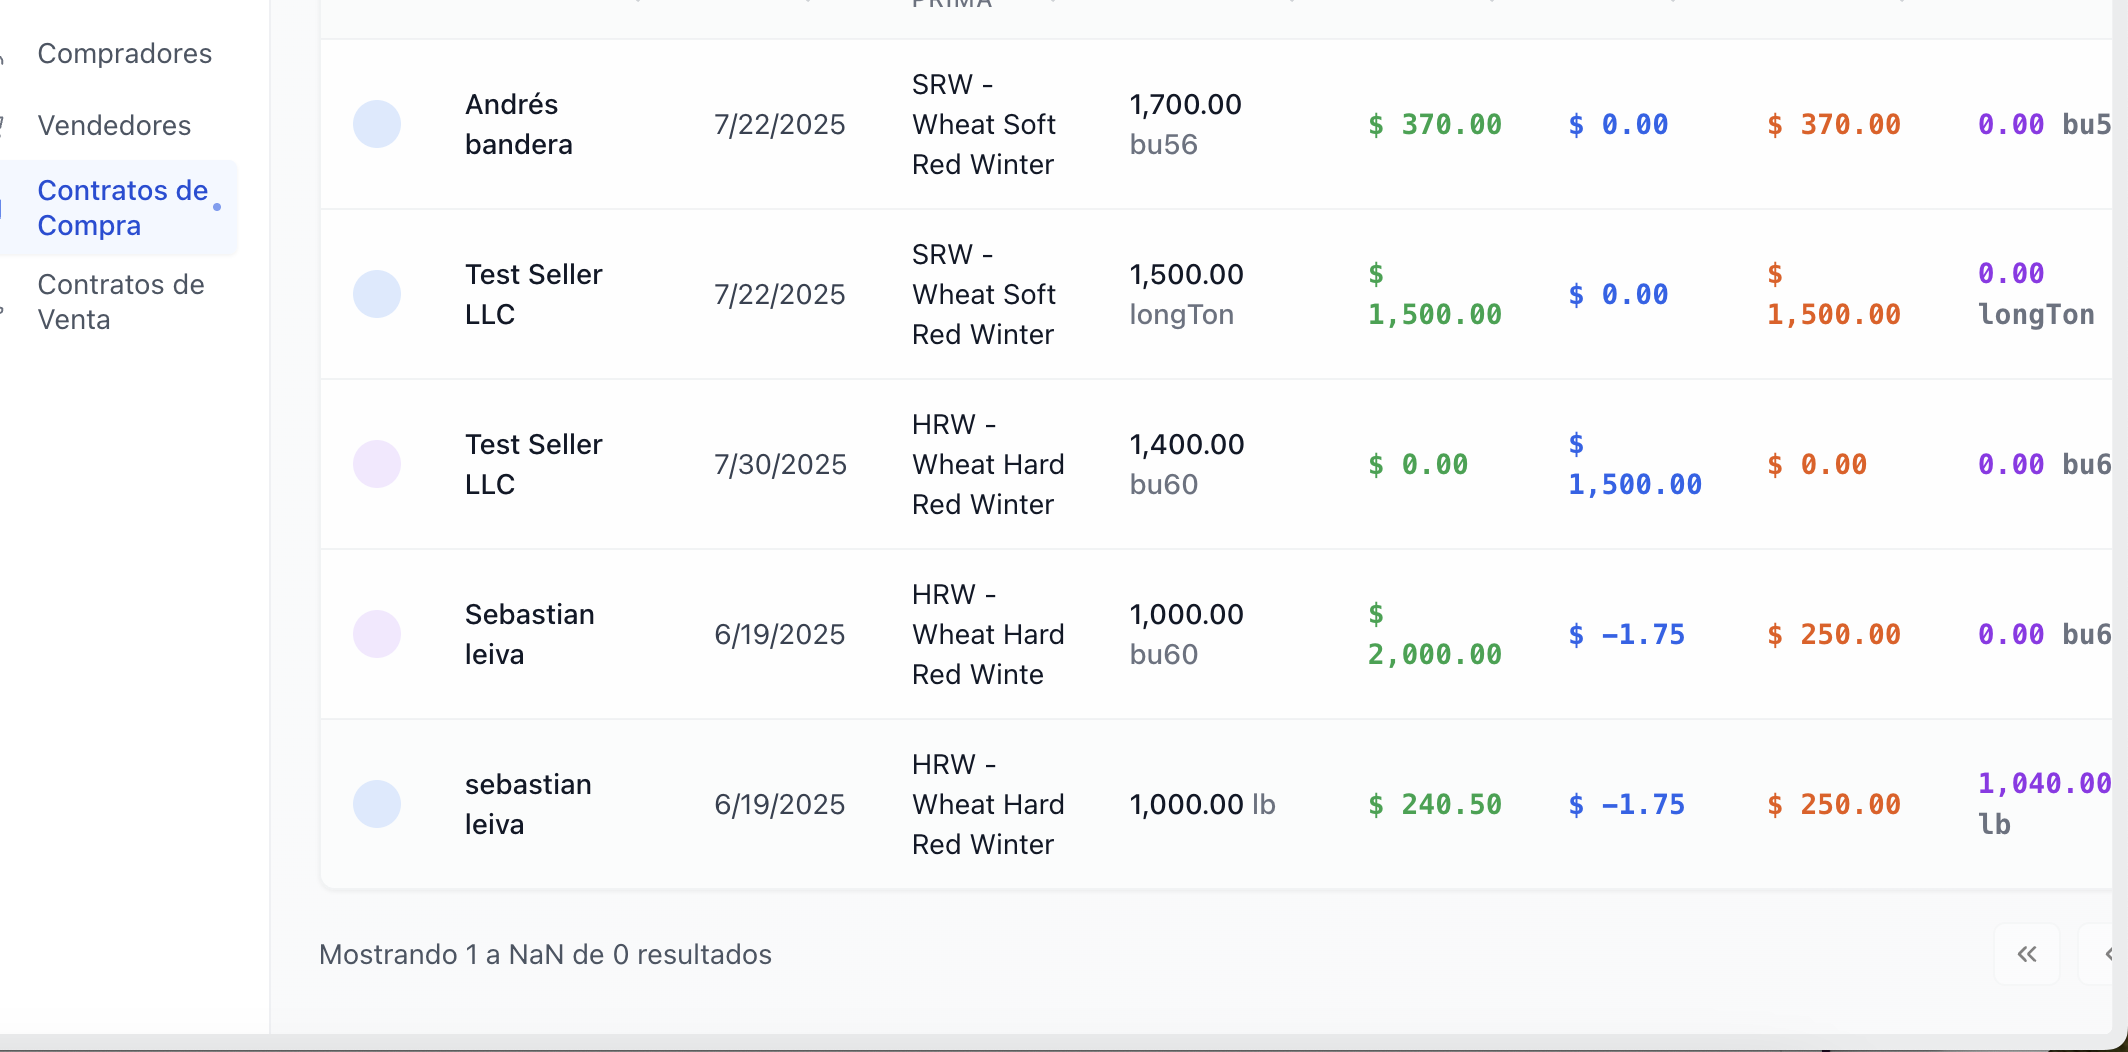 Compradores
Vendedores
Contratos de
Compra
Contratos de
Venta
PRIMA
Andrés
bandera
7/22/2025
SRW -
Wheat Soft
Red Winter
1,700.00
bu56
$ 370.00
$ 0.00
$ 370.00
0.00 bu5
Test Seller
LLC
7/22/2025
SRW -
Wheat Soft
Red Winter
1,500.00
longTon
$
1,500.00
$ 0.00
$
1,500.00
0.00
longTon
Test Seller
LLC
7/30/2025
HRW -
Wheat Hard
Red Winter
1,400.00
bu60
$ 0.00
$
1,500.00
$ 0.00
0.00 bu6
Sebastian
leiva
6/19/2025
HRW -
Wheat Hard
Red Winte
1,000.00
bu60
$
2,000.00
$ −1.75
$ 250.00
0.00 bu6
sebastian
leiva
6/19/2025
HRW -
Wheat Hard
Red Winter
1,000.00 lb
$ 240.50
$ −1.75
$ 250.00
1,040.00
lb
Mostrando 1 a NaN de 0 resultados